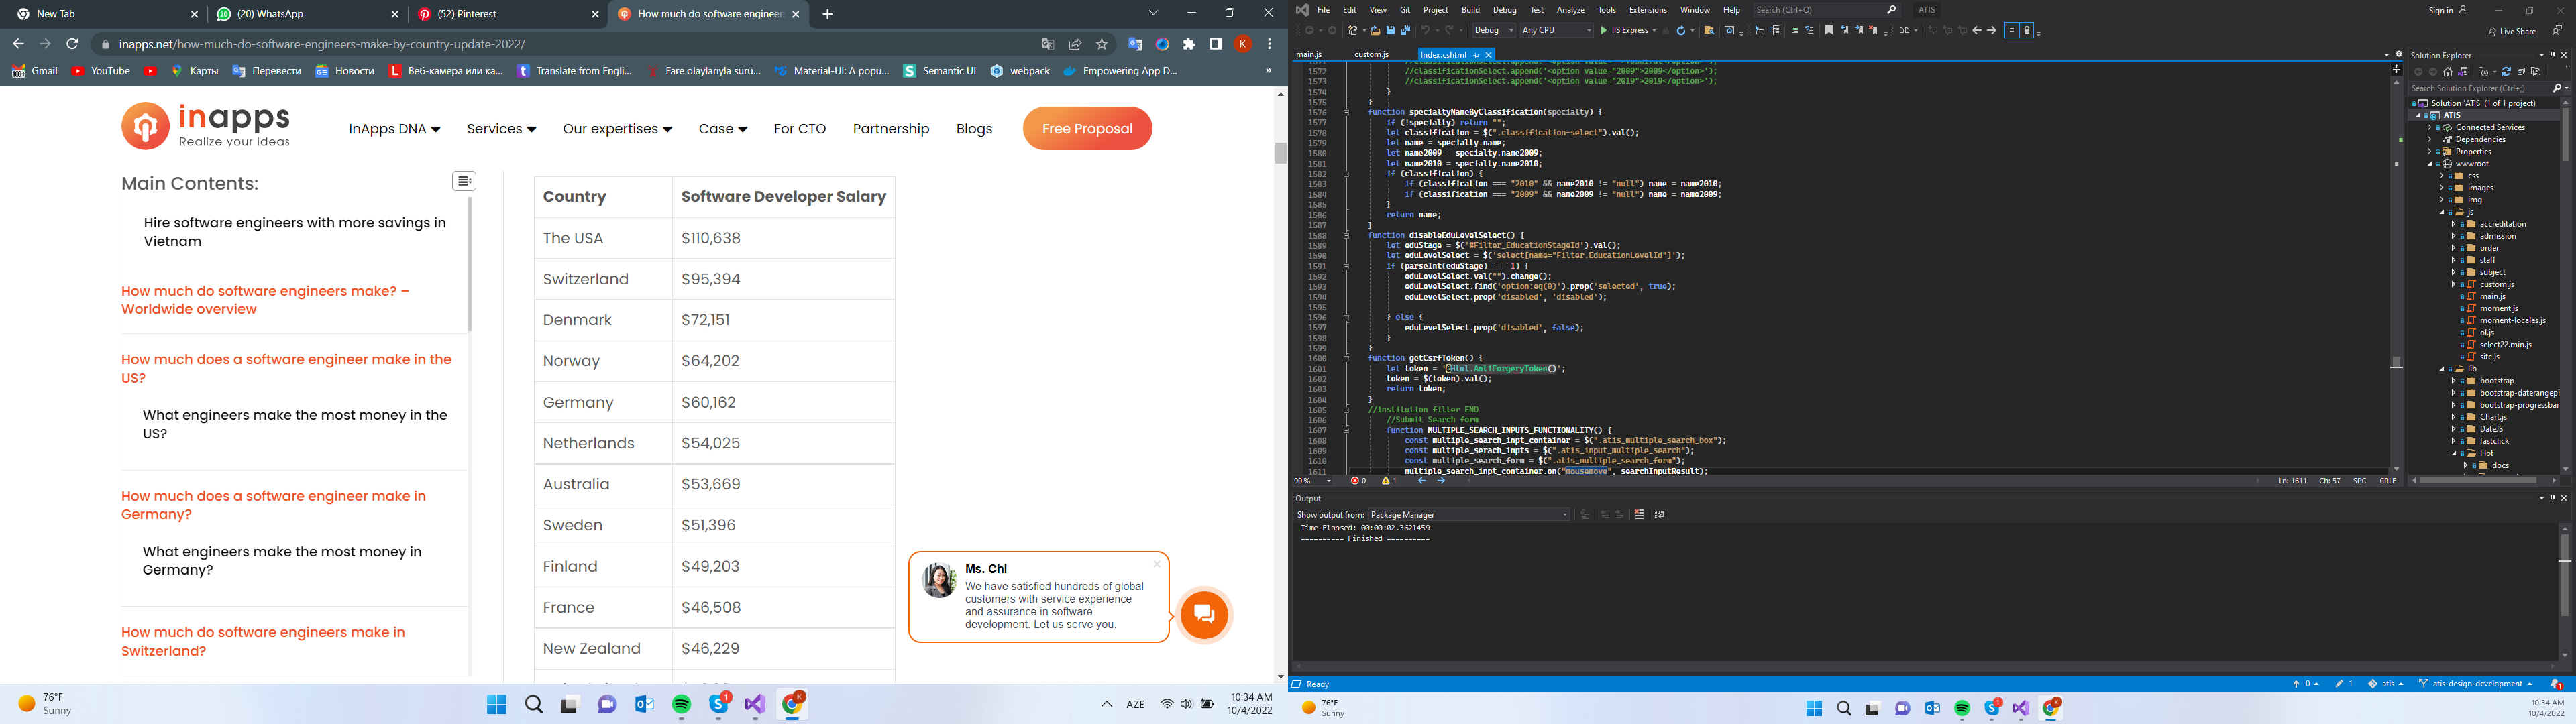 New Tab
(20) WhatsApp
(52) Pinterest
How much do software engineer
inapps.net/how-much-do-software-engineers-make-by-country-update-2022/
K
Gmail
YouTube
Карты
Перевести
Новости
Веб-камера или ка...
Translate from Engli...
Fare olaylarıyla sürü...
Material-UI: A popu...
Semantic UI
webpack
Empowering App D...
»
inapps
Realize your ideas
InApps DNA
Services
Our expertises
Case
For CTO
Partnership
Blogs
Free Proposal
Main Contents:
Hire software engineers with more savings in
Vietnam
How much do software engineers make? –
Worldwide overview
How much does a software engineer make in the
US?
What engineers make the most money in the
US?
How much does a software engineer make in
Germany?
What engineers make the most money in
Germany?
How much do software engineers make in
Switzerland?
Country Software Developer Salary
The USA $110,638
Switzerland $95,394
Denmark $72,151
Norway $64,202
Germany $60,162
Netherlands $54,025
Australia $53,669
Sweden $51,396
Finland $49,203
France $46,508
New Zealand $46,229
Ms. Chi
We have satisfied hundreds of global
customers with service experience
and assurance in software
development. Let us serve you.
76°F
Sunny
AZE
10:34 AM
10/4/2022
File Edit View Git Project Build Debug Test Analyze Tools Extensions Window Help
Search (Ctrl+Q)
ATIS
Sign in
Debug
Any CPU
IIS Express
Live Share
main.js
custom.js
Index.cshtml
1572 //classificationSelect.append('<option value="2009">2009</option>');
1573 //classificationSelect.append('<option value="2019">2019</option>');
1574 }
1575 }
1576 function specialtyNameByClassification(specialty) {
1577 if (!specialty) return "";
1578 let classification = $(".classification-select").val();
1579 let name = specialty.name;
1580 let name2009 = specialty.name2009;
1581 let name2010 = specialty.name2010;
1582 if (classification) {
1583 if (classification === "2010" && name2010 != "null") name = name2010;
1584 if (classification === "2009" && name2009 != "null") name = name2009;
1585 }
1586 return name;
1587 }
1588 function disableEduLevelSelect() {
1589 let eduStage = $('#Filter_EducationStageId').val();
1590 let eduLevelSelect = $('select[name="Filter.EducationLevelId"]');
1591 if (parseInt(eduStage) === 1) {
1592 eduLevelSelect.val("").change();
1593 eduLevelSelect.find('option:eq(0)').prop('selected', true);
1594 eduLevelSelect.prop('disabled', 'disabled');
1595
1596 } else {
1597 eduLevelSelect.prop('disabled', false);
1598 }
1599 }
1600 function getCsrfToken() {
1601 let token = '@Html.AntiForgeryToken()';
1602 token = $(token).val();
1603 return token;
1604 }
1605 //institution filter END
1606 //Submit Search form
1607 function MULTIPLE_SEARCH_INPUTS_FUNCTIONALITY() {
1608 const multiple_search_inpt_container = $(".atis_multiple_search_box");
1609 const multiple_serach_inpts = $(".atis_input_multiple_search");
1610 const multiple_search_form = $(".atis_multiple_search_form");
1611 multiple_search_inpt_container.on("mousemove", searchInputResult);
90 %
0
1
Ln: 1611 Ch: 57 SPC CRLF
Output
Show output from: Package Manager
Time Elapsed: 00:00:02.3621459
========== Finished ==========
Solution Explorer
Search Solution Explorer (Ctrl+;)
Solution 'ATIS' (1 of 1 project)
ATIS
Connected Services
Dependencies
Properties
wwwroot
css
images
img
js
accreditation
admission
order
staff
subject
custom.js
main.js
moment.js
moment-locales.js
ol.js
select22.min.js
site.js
lib
bootstrap
bootstrap-daterangepi
bootstrap-progressbar
Chart.js
DateJS
fastclick
Flot
docs
Ready
0
1
atis
atis-design-development
76°F
Sunny
10:34 AM
10/4/2022